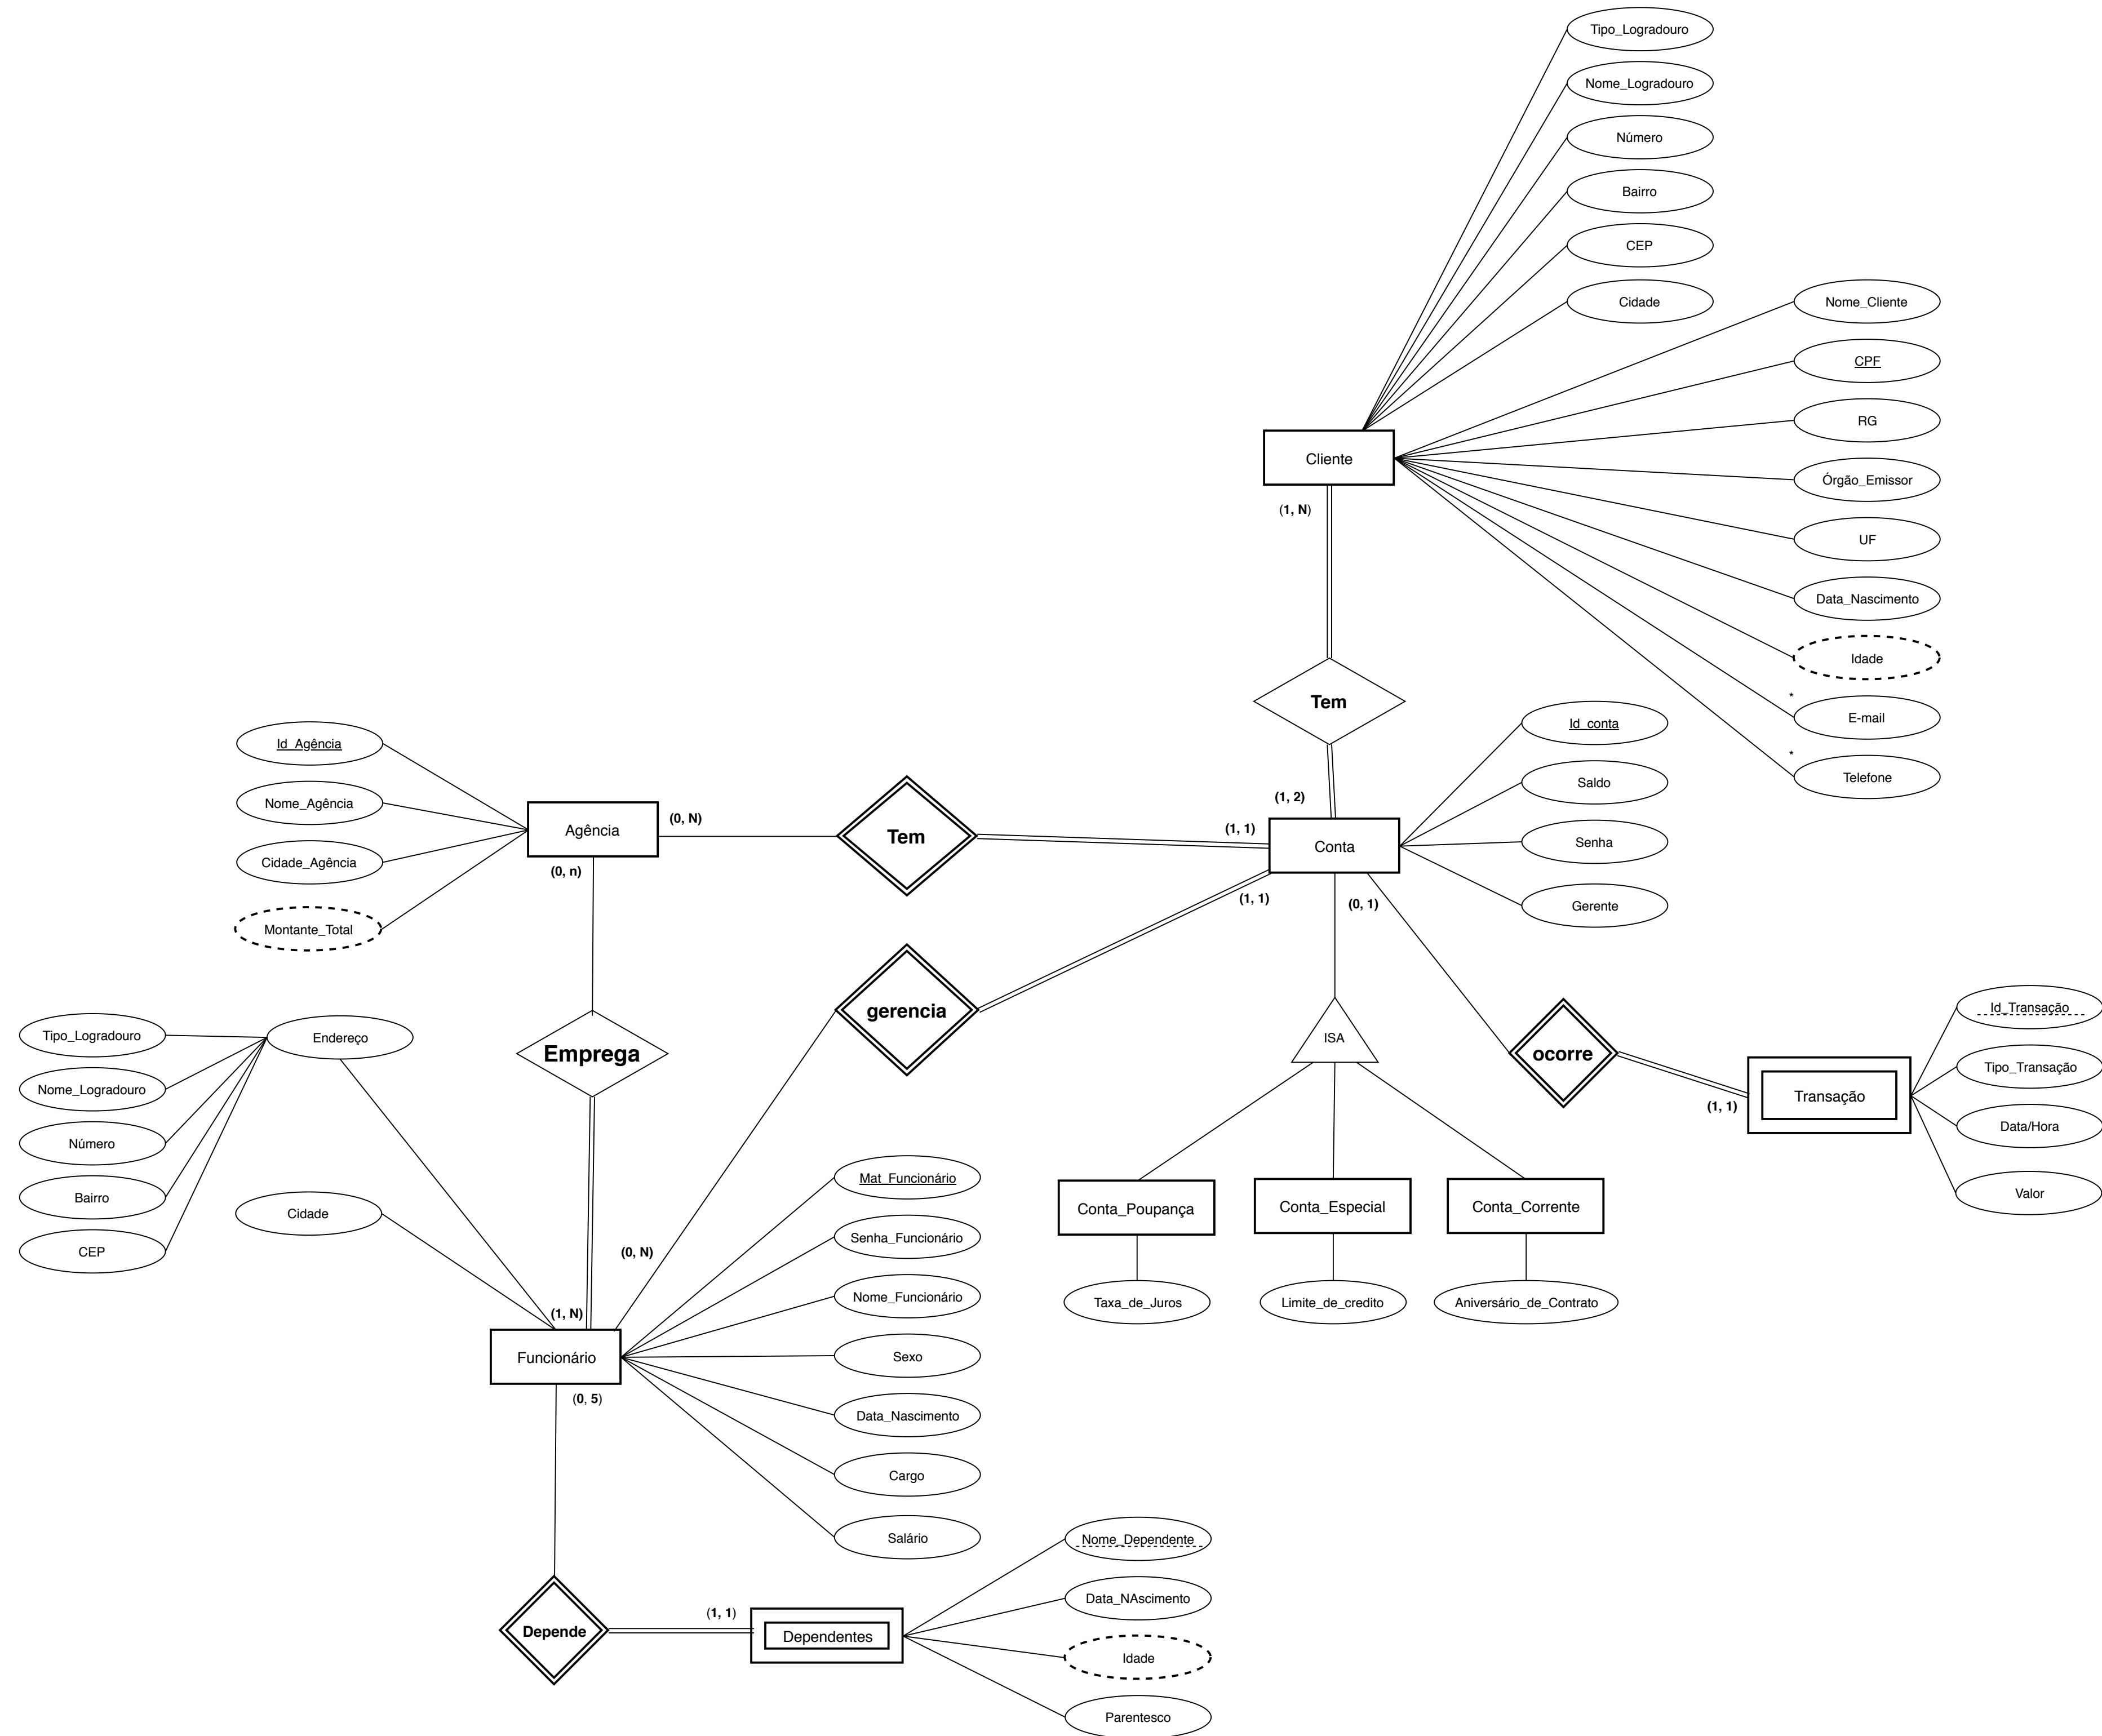 Tipo_Logradouro
Nome_Logradouro
Número
Bairro
CEP
Cidade
Nome_Cliente
CPF
RG
Órgão_Emissor
UF
Data_Nascimento
Idade
*
E-mail
*
Telefone
Cliente
(1, N)
Tem
(1, 2)
Id_conta
Saldo
Senha
Gerente
Id_Agência
Nome_Agência
Cidade_Agência
Montante_Total
Agência
(0, N)
(0, n)
Tem
(1, 1)
Conta
(1, 1)
(0, 1)
gerencia
Emprega
ISA
ocorre
(1, 1)
Transação
Id_Transação
Tipo_Transação
Data/Hora
Valor
Tipo_Logradouro
Nome_Logradouro
Número
Bairro
CEP
Endereço
Cidade
(0, N)
(1, N)
Funcionário
(0, 5)
Mat_Funcionário
Senha_Funcionário
Nome_Funcionário
Sexo
Data_Nascimento
Cargo
Salário
Conta_Poupança
Conta_Especial
Conta_Corrente
Taxa_de_Juros
Limite_de_credito
Aniversário_de_Contrato
Depende
(1, 1)
Dependentes
Nome_Dependente
Data_NAscimento
Idade
Parentesco